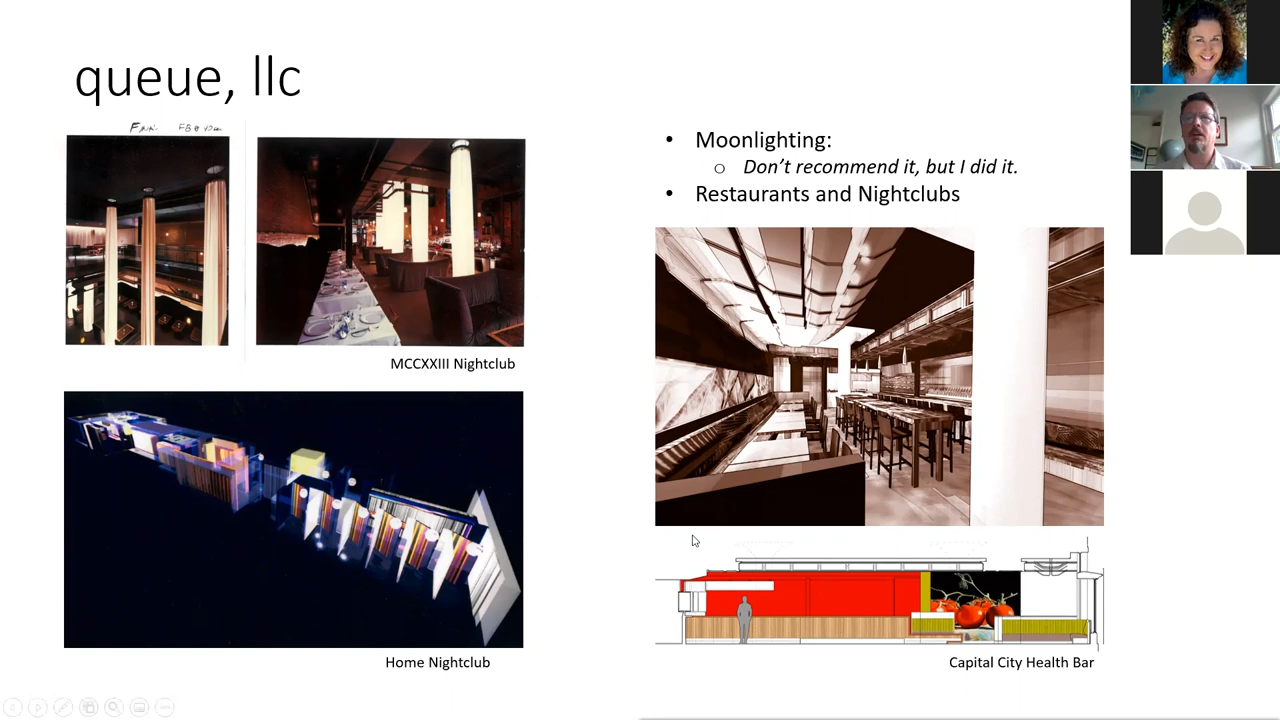 queue, llc
MCCXXIII Nightclub
Home Nightclub
• Moonlighting:
o Don’t recommend it, but I did it.
• Restaurants and Nightclubs
Capital City Health Bar